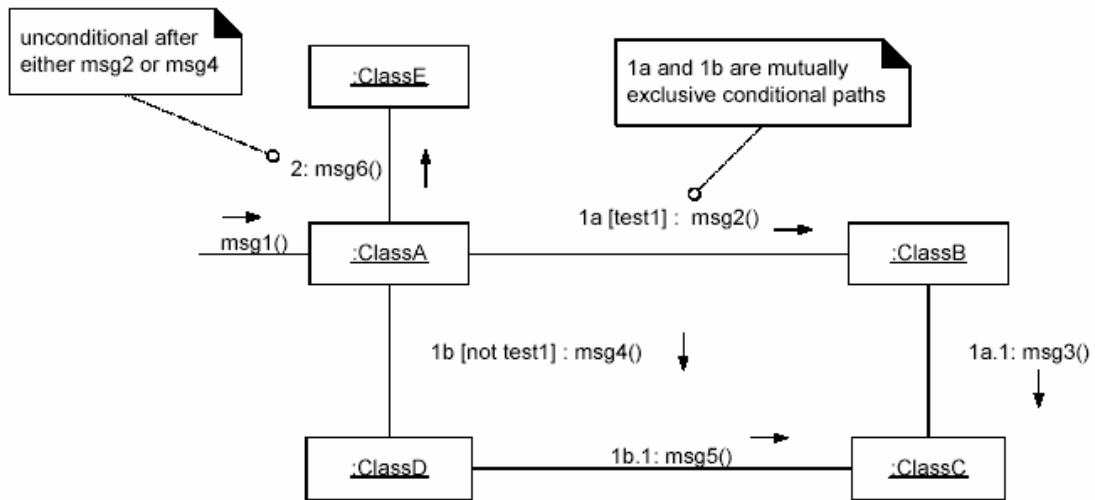 unconditional after
either msg2 or msg4
:ClassE
1a and 1b are mutually
exclusive conditional paths
2: msg6()
1a [test1] : msg2()
msg1()
:ClassA
:ClassB
1b [not test1] : msg4()
1a.1: msg3()
:ClassD
1b.1: msg5()
:ClassC